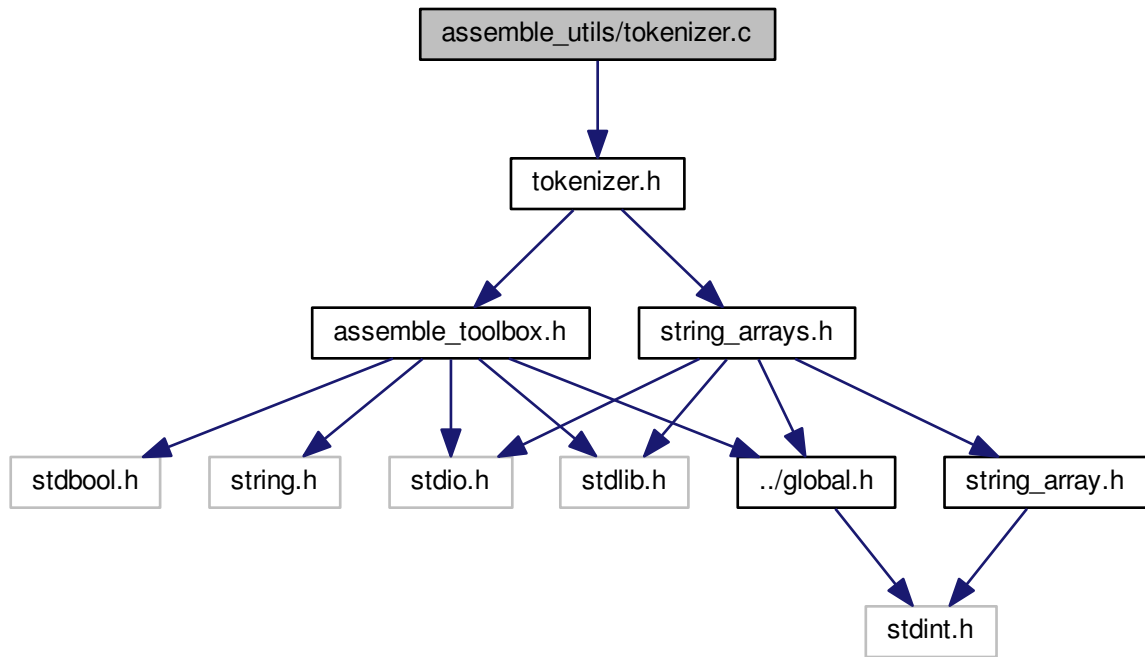 assemble_utils/tokenizer.c
tokenizer.h
assemble_toolbox.h
string_arrays.h
stdbool.h
string.h
stdio.h
stdlib.h
../global.h
string_array.h
stdint.h